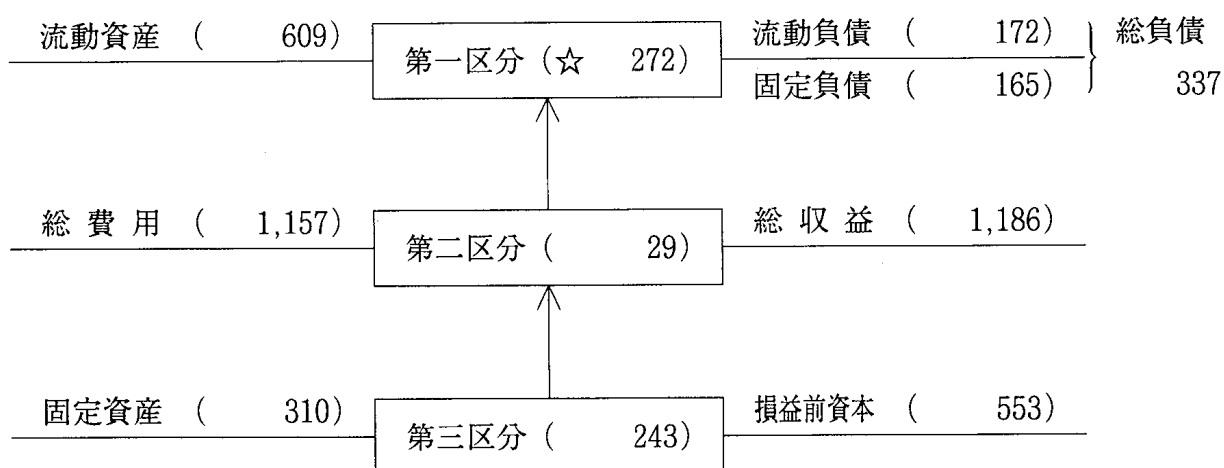 流動資産 ( 609) 第一区分 (☆ 272) 流動負債 ( 172) 総負債
固定負債 ( 165) 337
総費用 ( 1,157) 第二区分 ( 29) 総収益 ( 1,186)
固定資産 ( 310) 第三区分 ( 243) 損益前資本 ( 553)